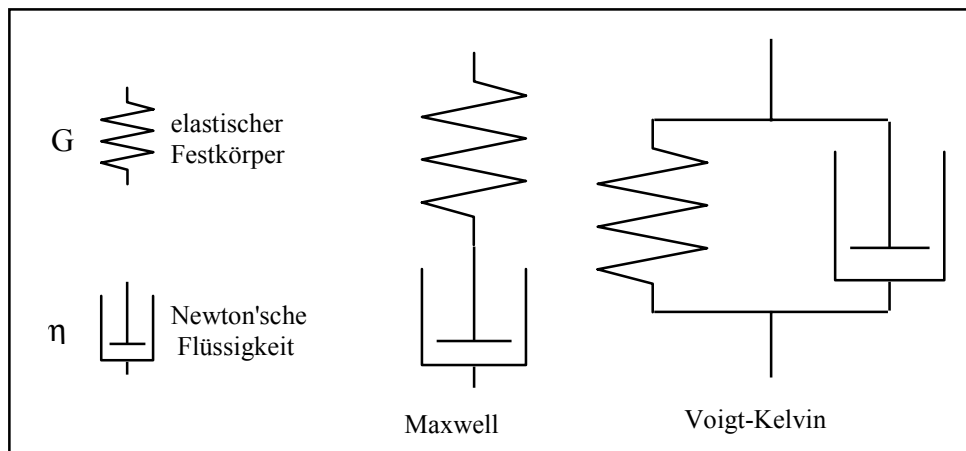 G
elastischer
Festkörper
η
Newton'sche
Flüssigkeit
Maxwell
Voigt-Kelvin